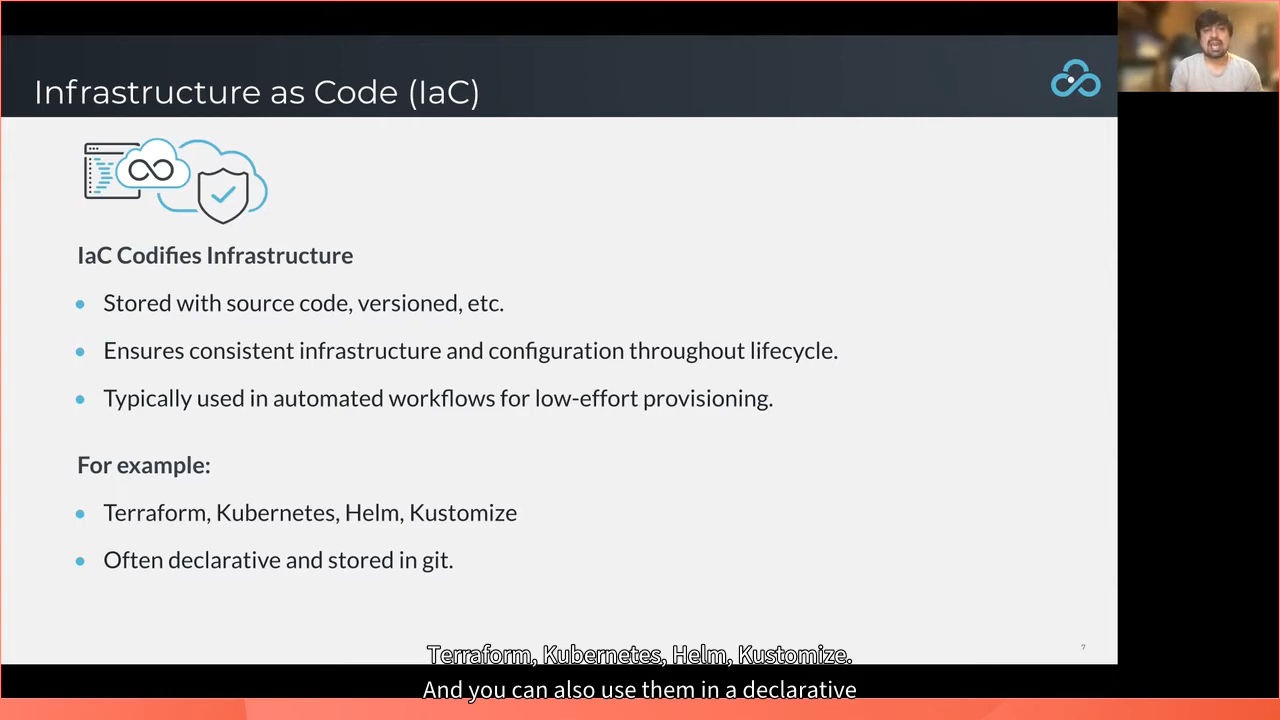 Infrastructure as Code (IaC)
IaC Codifies Infrastructure
Stored with source code, versioned, etc.
Ensures consistent infrastructure and configuration throughout lifecycle.
Typically used in automated workflows for low-effort provisioning.
For example:
Terraform, Kubernetes, Helm, Kustomize
Often declarative and stored in git.
7
Terraform, Kubernetes, Helm, Kustomize.
And you can also use them in a declarative